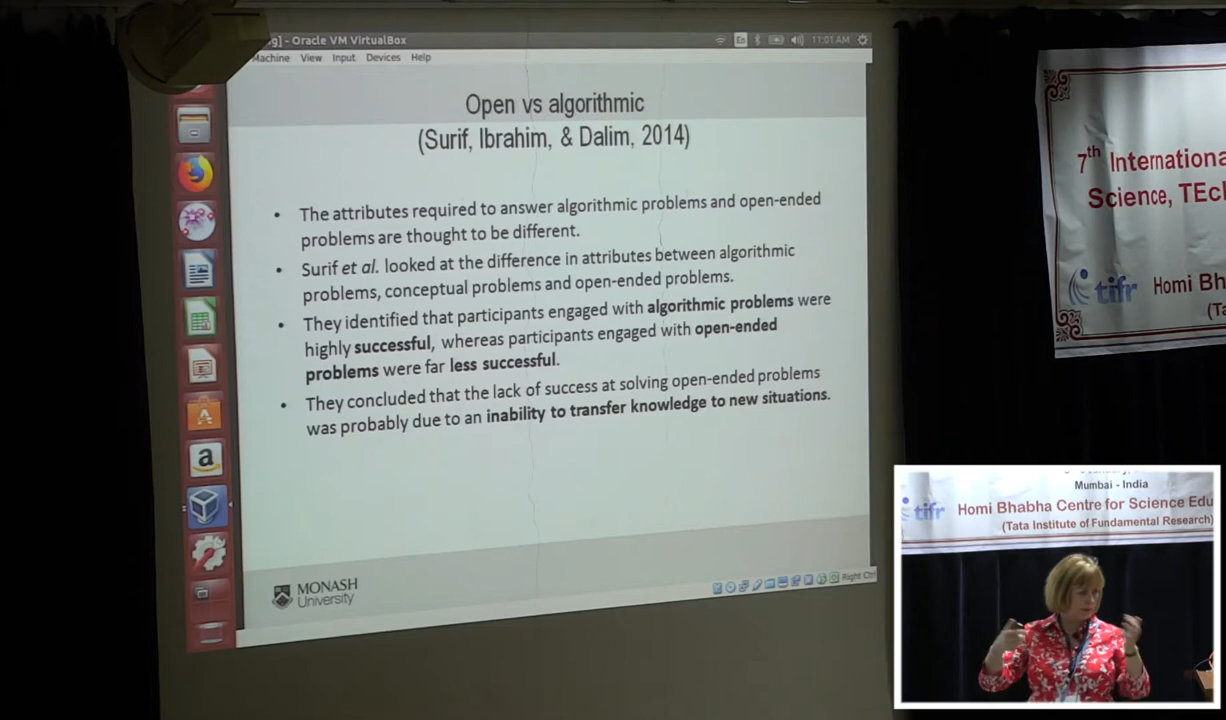 g] - Oracle VM VirtualBox
En
11:01 AM
Machine View Input Devices Help
Open vs algorithmic
(Surif, Ibrahim, & Dalim, 2014)
• The attributes required to answer algorithmic problems and open-ended
problems are thought to be different.
• Surif et al. looked at the difference in attributes between algorithmic
problems, conceptual problems and open-ended problems.
• They identified that participants engaged with algorithmic problems were
highly successful, whereas participants engaged with open-ended
problems were far less successful.
• They concluded that the lack of success at solving open-ended problems
was probably due to an inability to transfer knowledge to new situations.
MONASH
University
Right Ctrl
a
7th Internationa
Science, TEc
tifr
Homi Bh
(Ta
Mumbai - India
tifr
Homi Bhabha Centre for Science Edu
(Tata Institute of Fundamental Research)